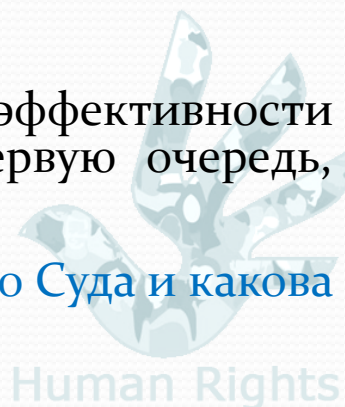 эффективности
ервую очередь,
о Суда и какова
Human Rights